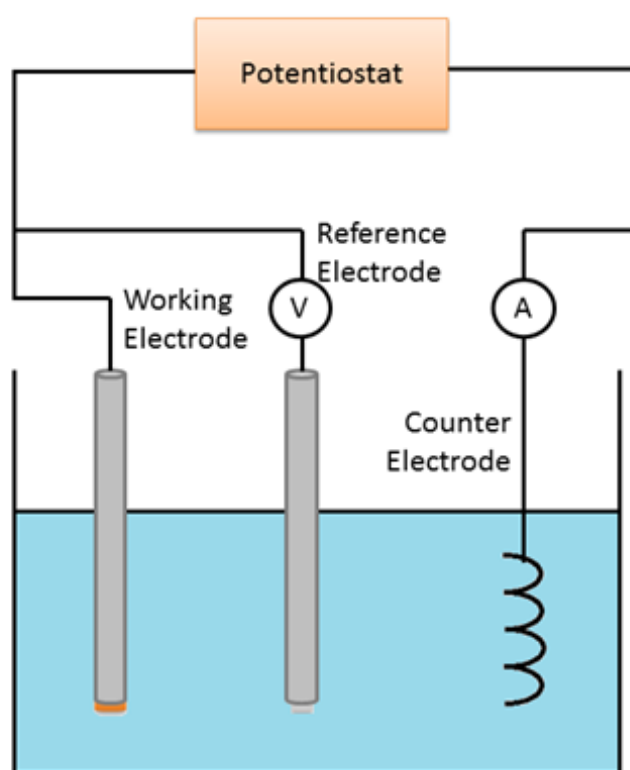 Potentiostat
Reference
Electrode
Working
Electrode
V
A
Counter
Electrode